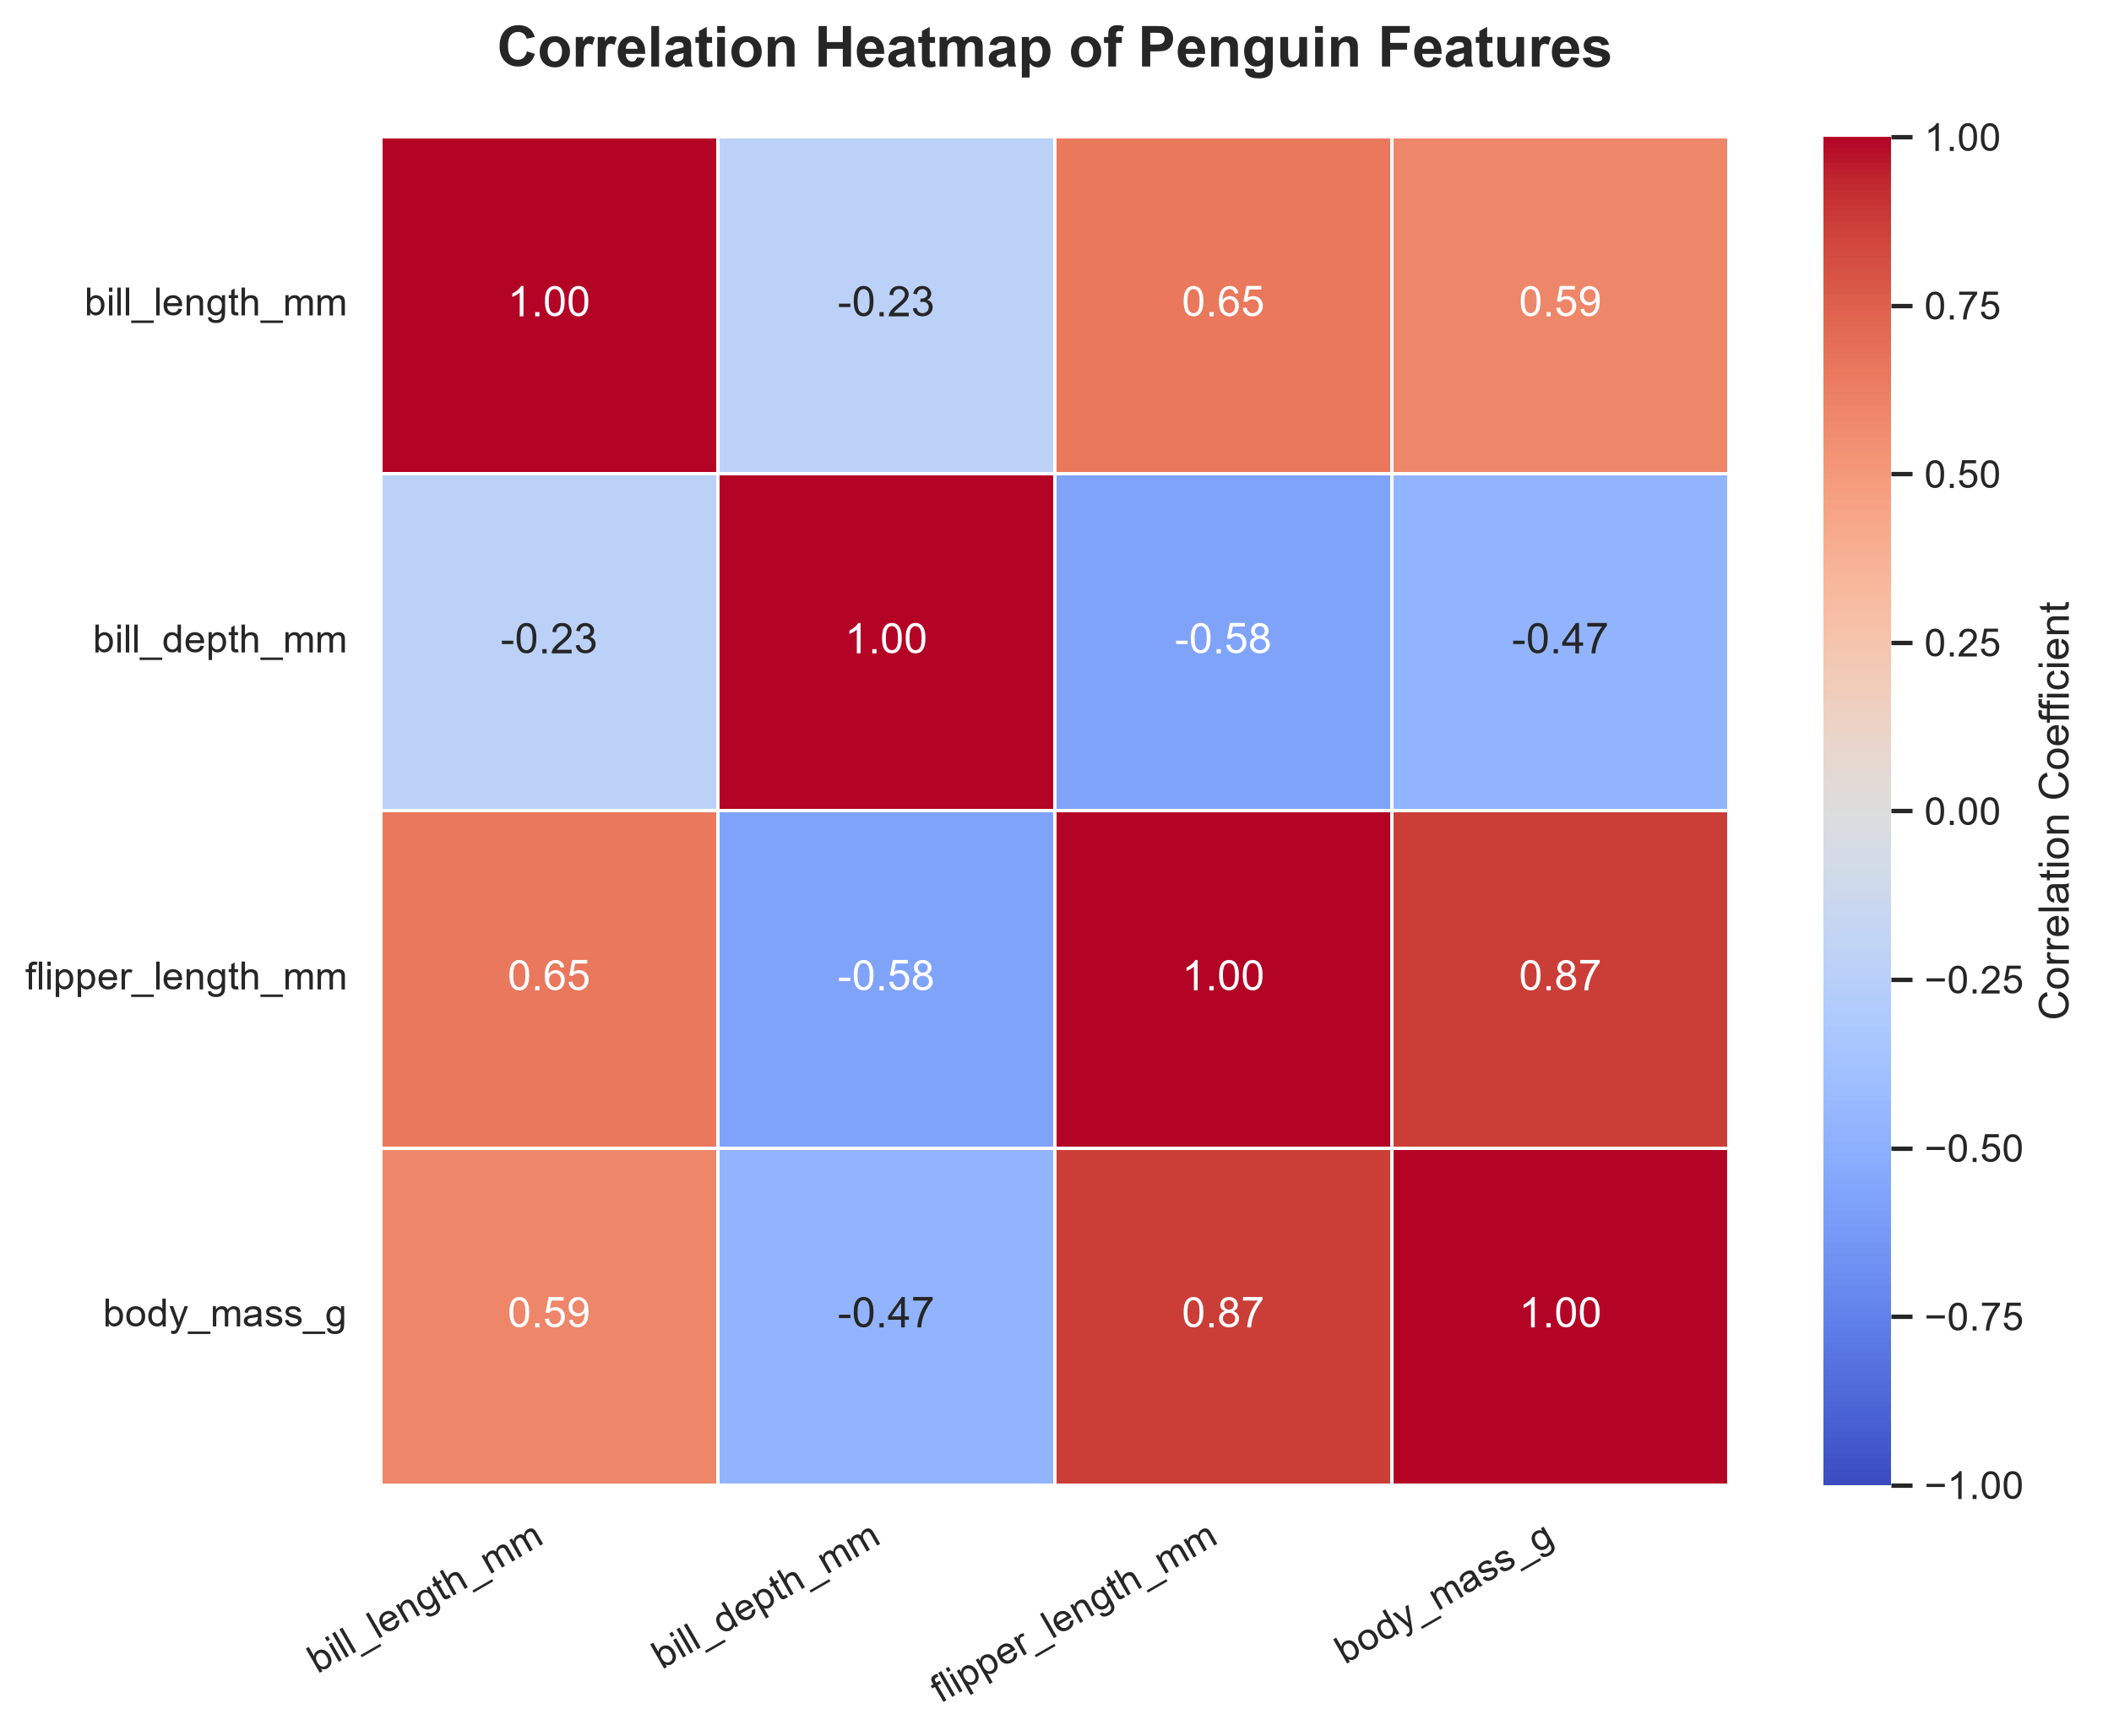 Correlation Heatmap of Penguin Features
bill_length_mm 1.00 -0.23 0.65 0.59
bill_depth_mm -0.23 1.00 -0.58 -0.47
flipper_length_mm 0.65 -0.58 1.00 0.87
body_mass_g 0.59 -0.47 0.87 1.00
bill_length_mm bill_depth_mm flipper_length_mm body_mass_g
1.00
0.75
0.50
0.25
0.00
−0.25
−0.50
−0.75
−1.00
Correlation Coefficient